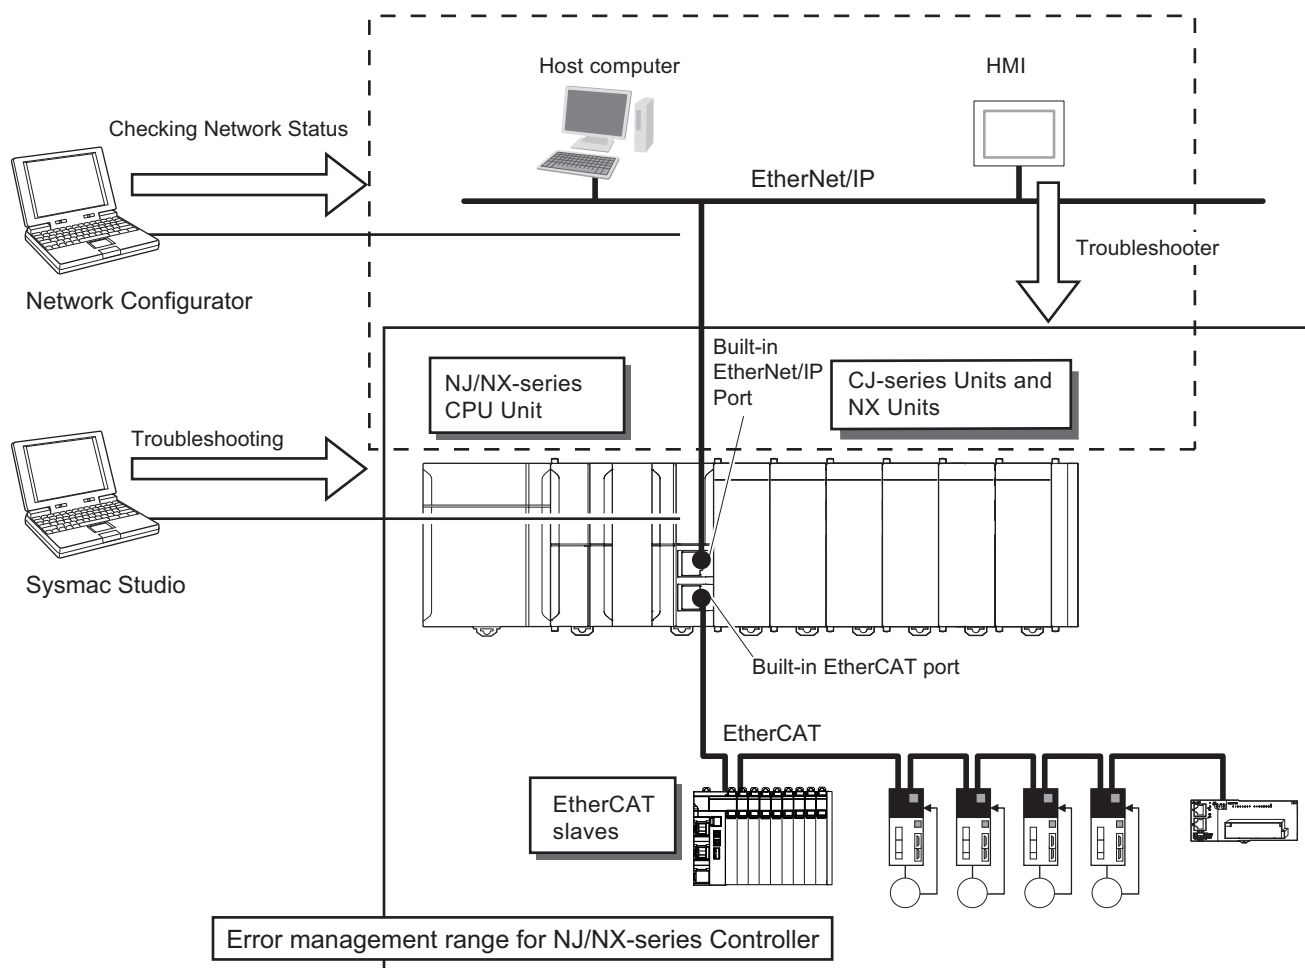 Host computer
HMI
Checking Network Status
EtherNet/IP
Troubleshooter
Network Configurator
Built-in
EtherNet/IP
Port
NJ/NX-series
CPU Unit
CJ-series Units and
NX Units
Troubleshooting
Sysmac Studio
Built-in EtherCAT port
EtherCAT
EtherCAT
slaves
Error management range for NJ/NX-series Controller